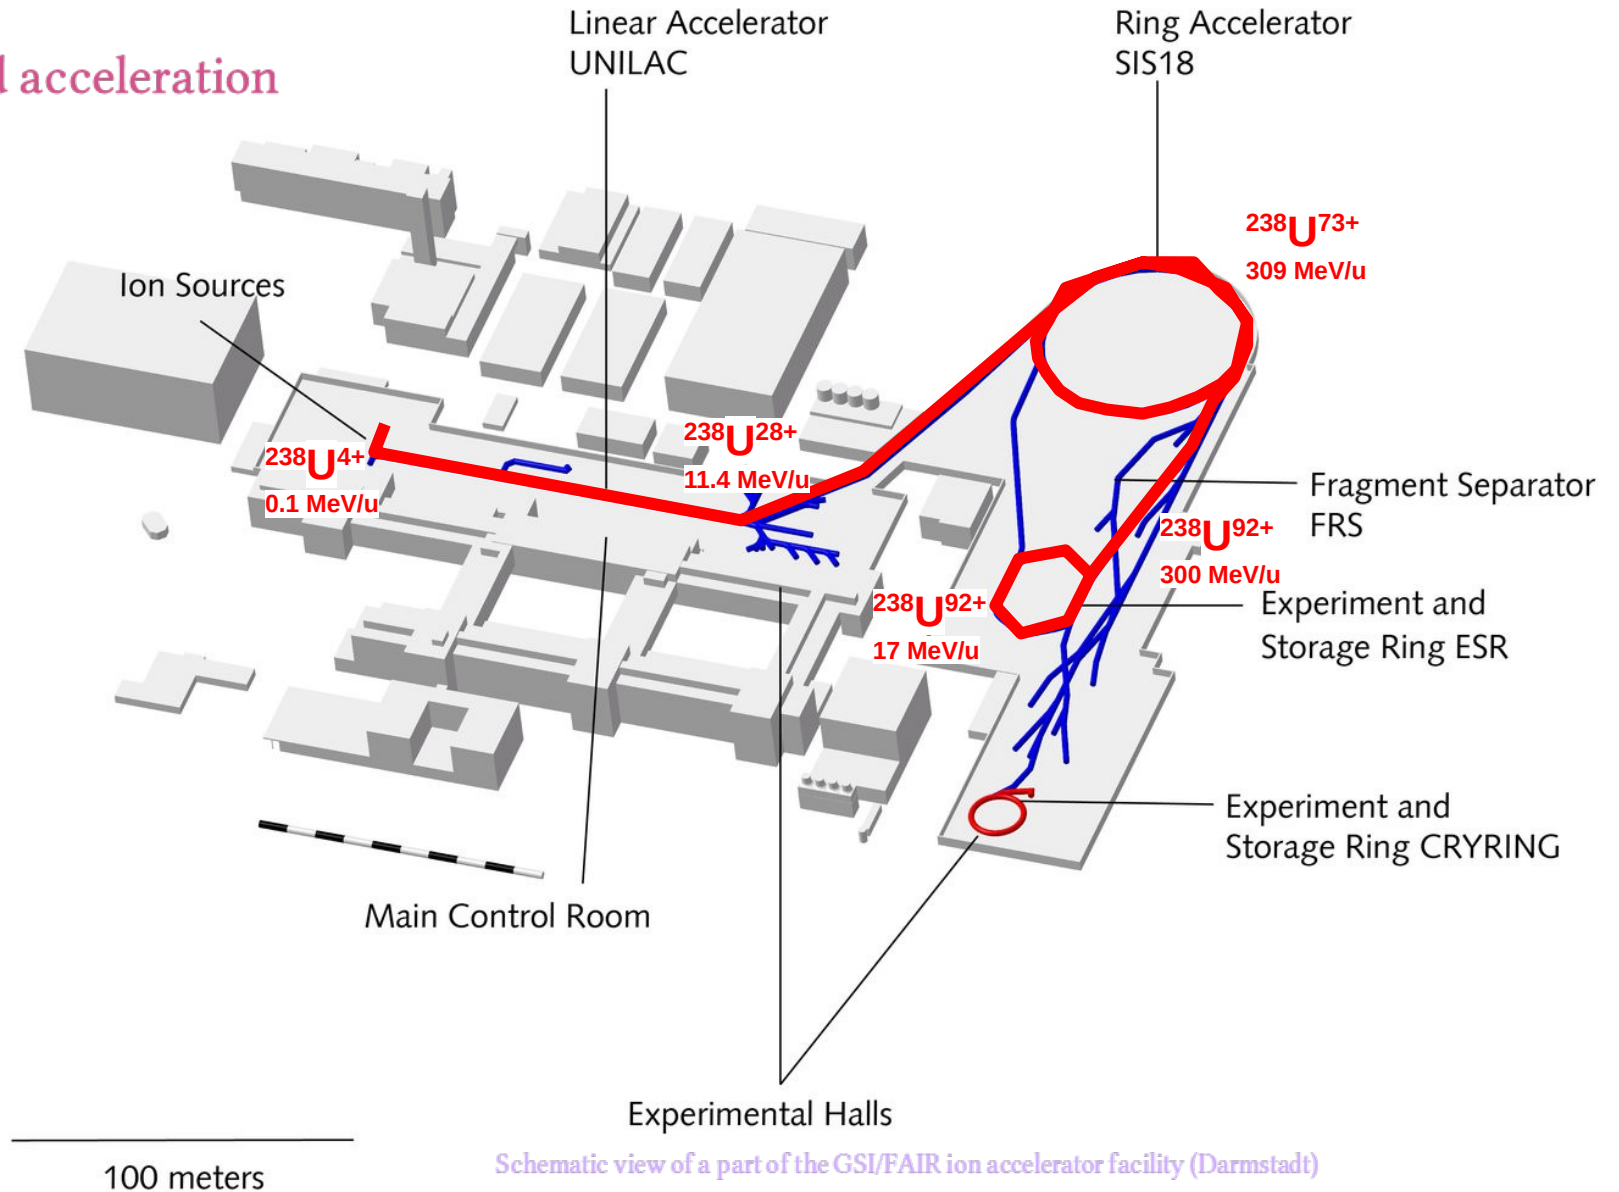 Linear Accelerator
UNILAC
Ring Accelerator
SIS18
acceleration
238U73+
309 MeV/u
Ion Sources
238U28+
11.4 MeV/u
238U4+
0.1 MeV/u
Fragment Separator
FRS
238U92+
300 MeV/u
238U92+
17 MeV/u
Experiment and
Storage Ring ESR
Experiment and
Storage Ring CRYRING
Main Control Room
Experimental Halls
100 meters
Schematic view of a part of the GSI/FAIR ion accelerator facility (Darmstadt)